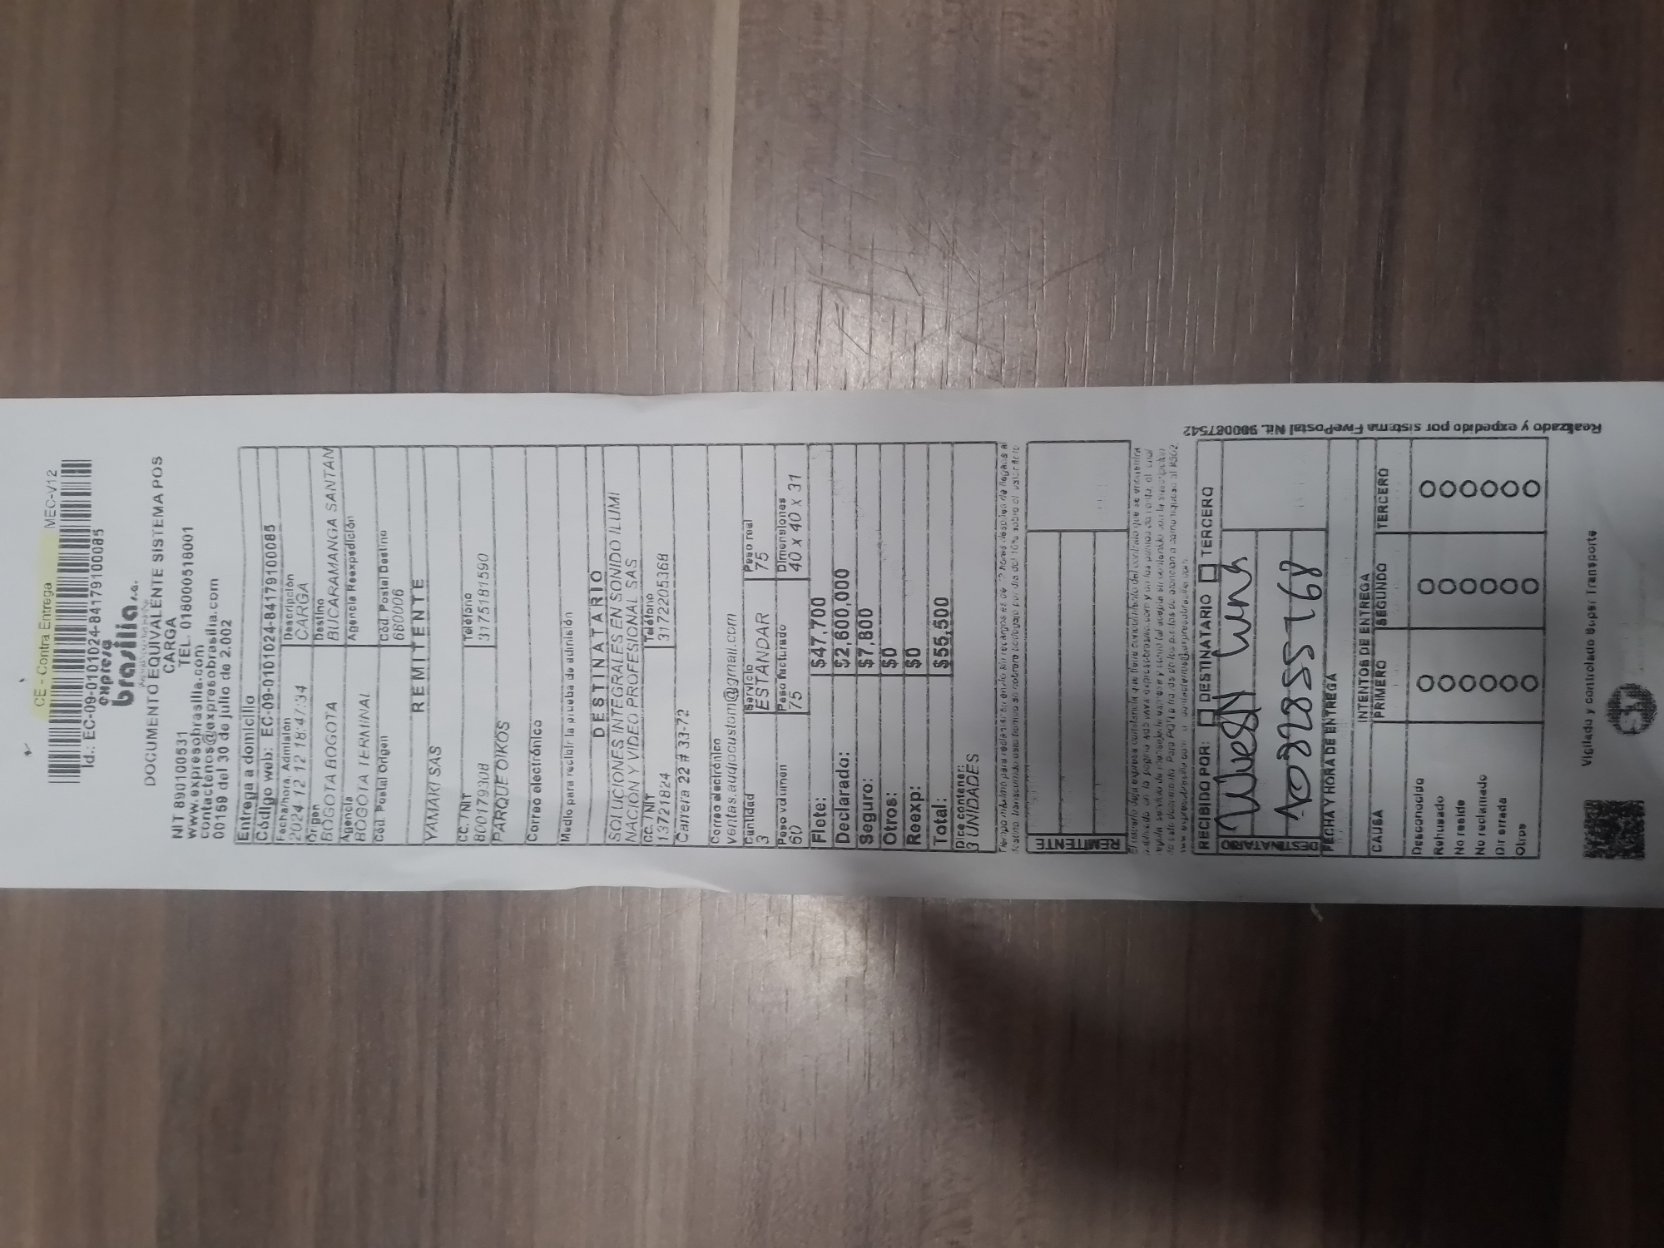 CE - Contra Entrega
MEC-V12
Id.: EC-09-0101024-84179100085
expreso
brasilia s.a.
DOCUMENTO EQUIVALENTE SISTEMA POS
CARGA
NIT 890100531 TEL. 018000518001
www.expresobrasilia.com
contactenos@expresobrasilia.com
00159 del 30 de julio de 2.002
Entrega a domicilio
Código web: EC-09-0101024-84179100085
Fecha/hora Admisión Descripción
2024 12 12 18:47:34 CARGA
Origen Destino
BOGOTA BOGOTA BUCARAMANGA SANTAN
Agencia Agencia Reexpedición
BOGOTA TERMINAL
Cód. Postal Origen Cód Postal Destino
680006
REMITENTE
YAMAKI SAS
CC. NIT Teléfono
800179308 3175181590
PARQUE OIKOS
Correo electrónico
Medio para recibir la prueba de admisión
DESTINATARIO
SOLUCIONES INTEGRALES EN SONIDO ILUMI
NACION Y VIDEO PROFESIONAL SAS
CC. NIT Teléfono
13721824 3172205368
Carrera 22 # 33-72
Correo electrónico
ventas.audiocustom@gmail.com
Cantidad Servicio Peso real
3 ESTANDAR 75
Peso volumen Peso facturado Dimensiones
60 75 40 x 40 x 31
Flete: $47,700
Declarado: $2,600,000
Seguro: $7,800
Otros: $0
Reexp: $0
Total: $55,500
Dice contener:
3 UNIDADES
REMITENTE
RECIBIDO POR: DESTINATARIO TERCERO
DESTINATARIO
FECHA Y HORA DE ENTREGA
INTENTOS DE ENTREGA
CAUSA PRIMERO SEGUNDO TERCERO
Desconocido
Rehusado
No reside
No reclamado
Dir errada
Otros
Vigilado y controlado Super Transporte
Realizado y expedido por sistema FivePostal Nit. 900087542